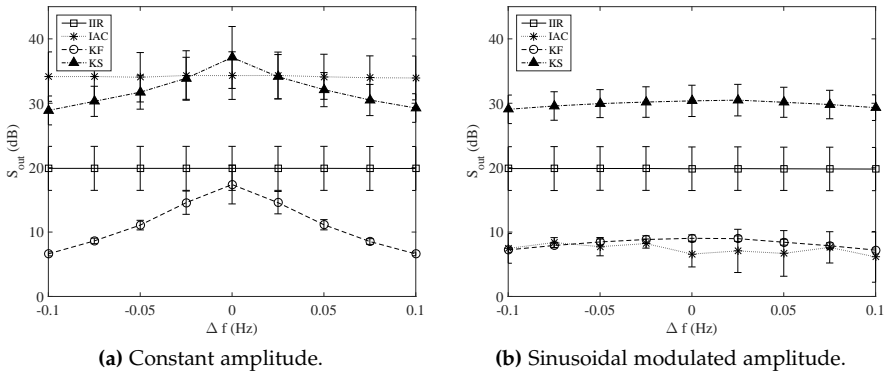 IIR
IAC
KF
KS
40
30
20
10
0
S_out (dB)
-0.1
-0.05
0
0.05
0.1
Δ f (Hz)
(a) Constant amplitude.
IIR
IAC
KF
KS
40
30
20
10
0
S_out (dB)
-0.1
-0.05
0
0.05
0.1
Δ f (Hz)
(b) Sinusoidal modulated amplitude.